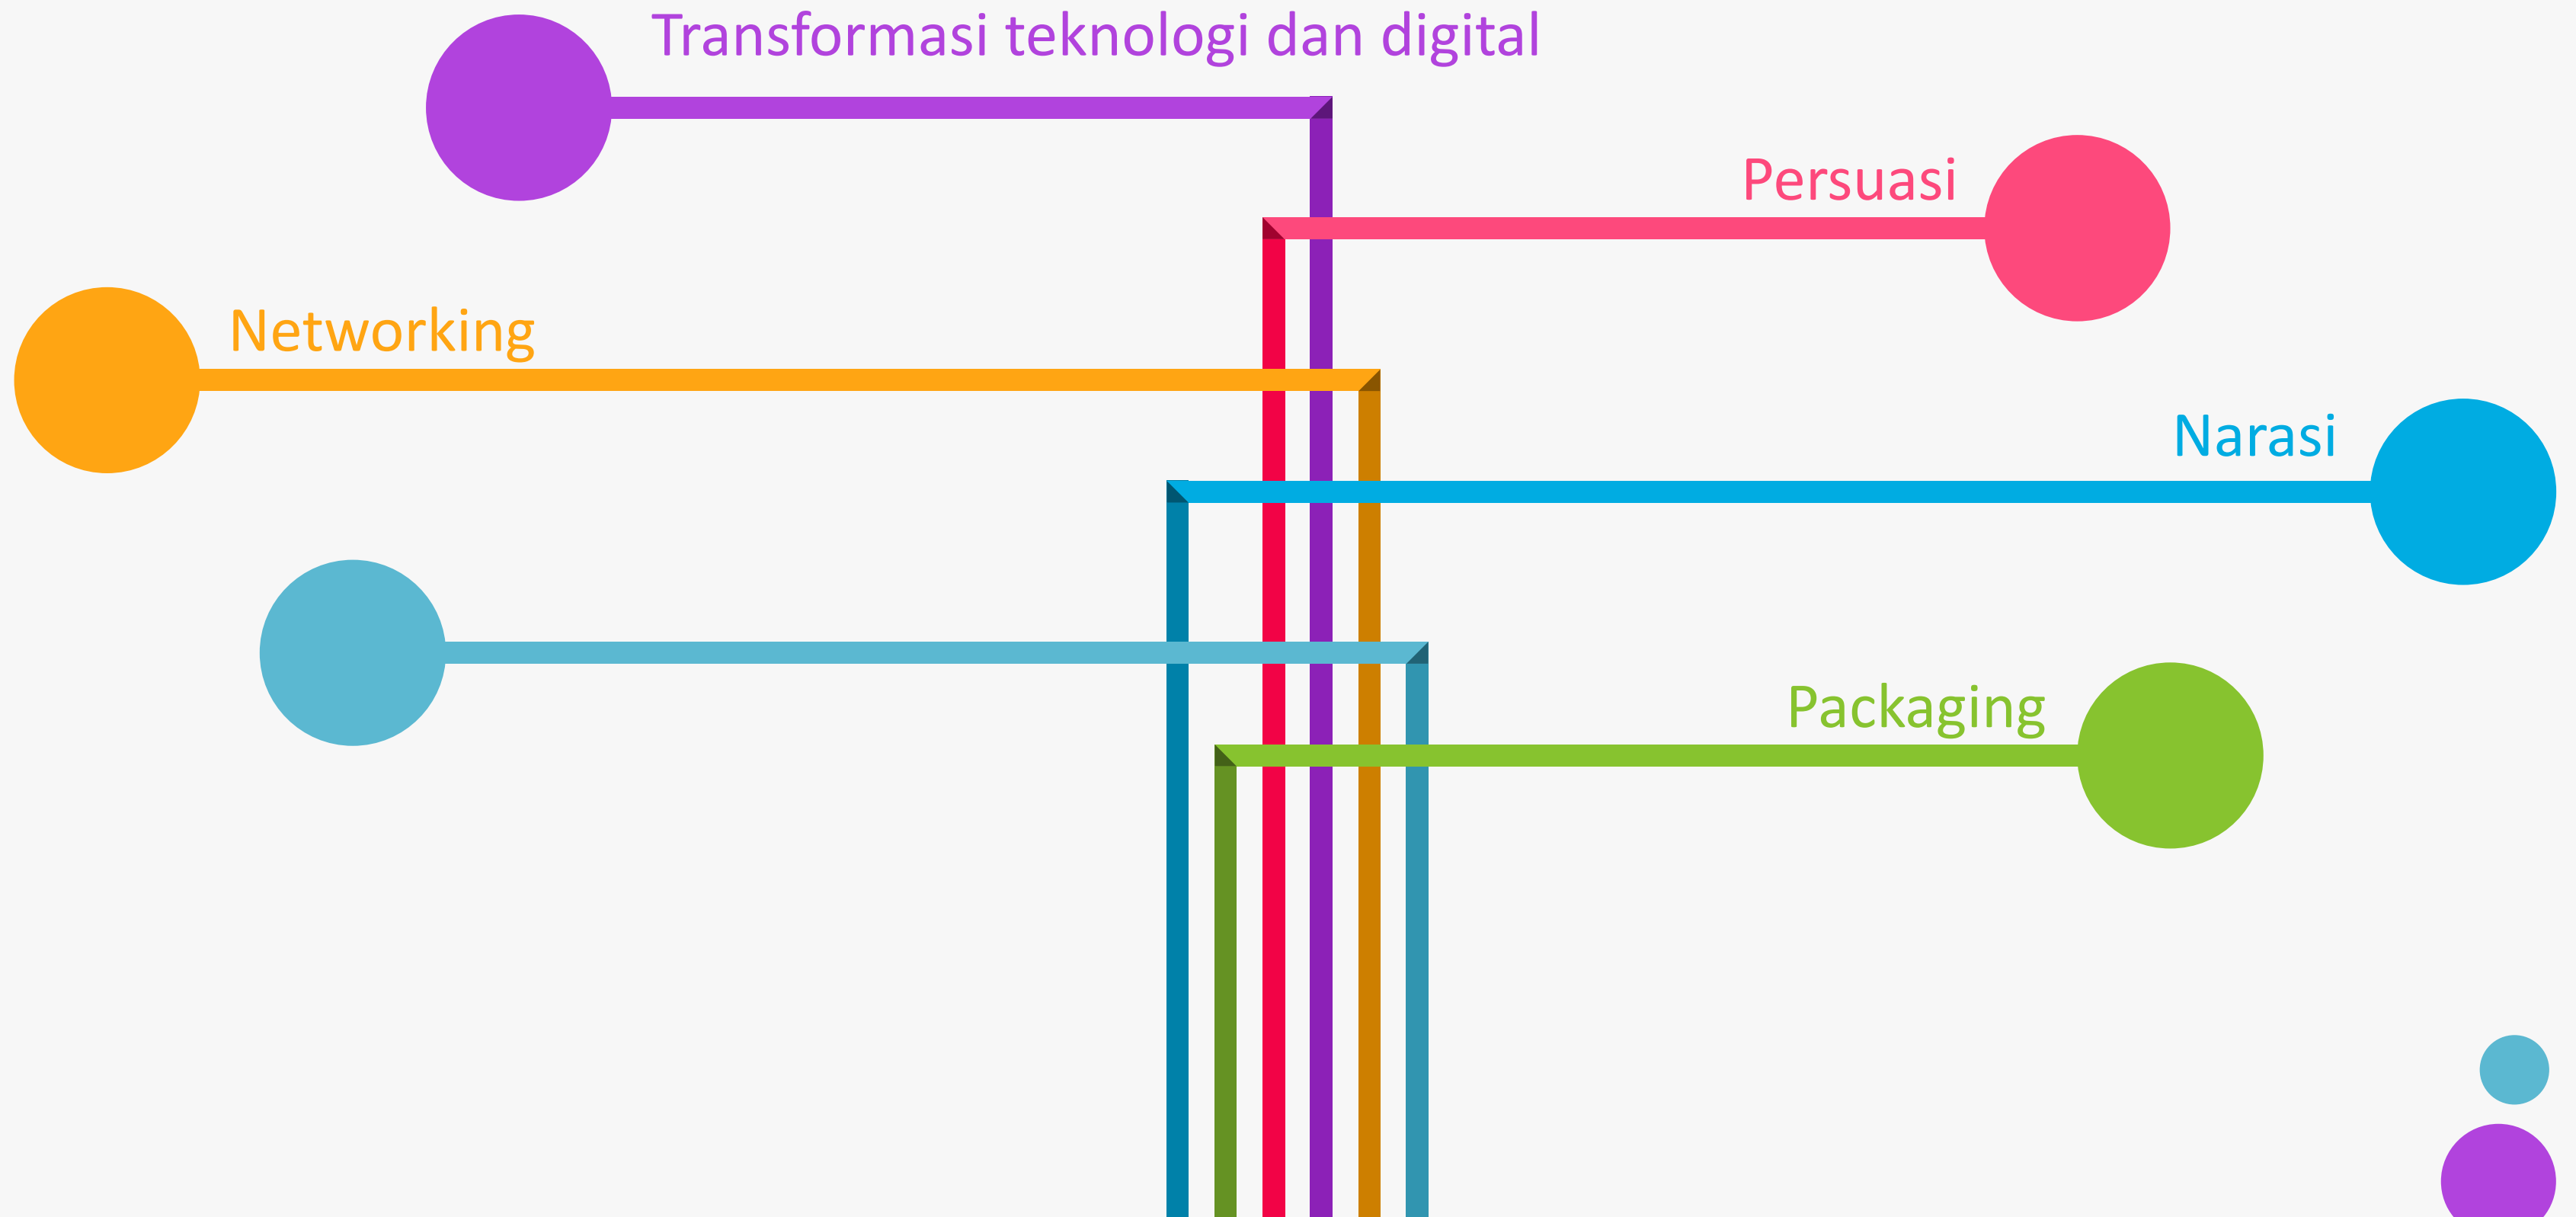 Transformasi teknologi dan digital
Persuasi
Networking
Narasi
Packaging